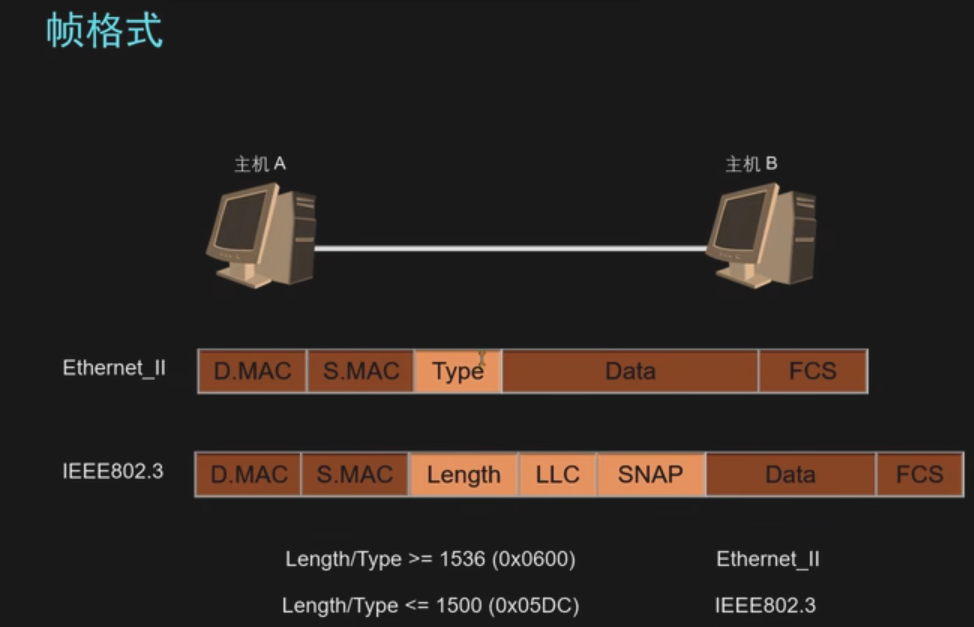 帧格式
主机 A 主机 B
Ethernet_II D.MAC S.MAC Type Data FCS
IEEE802.3 D.MAC S.MAC Length LLC SNAP Data FCS
Length/Type >= 1536 (0x0600) Ethernet_II
Length/Type <= 1500 (0x05DC) IEEE802.3